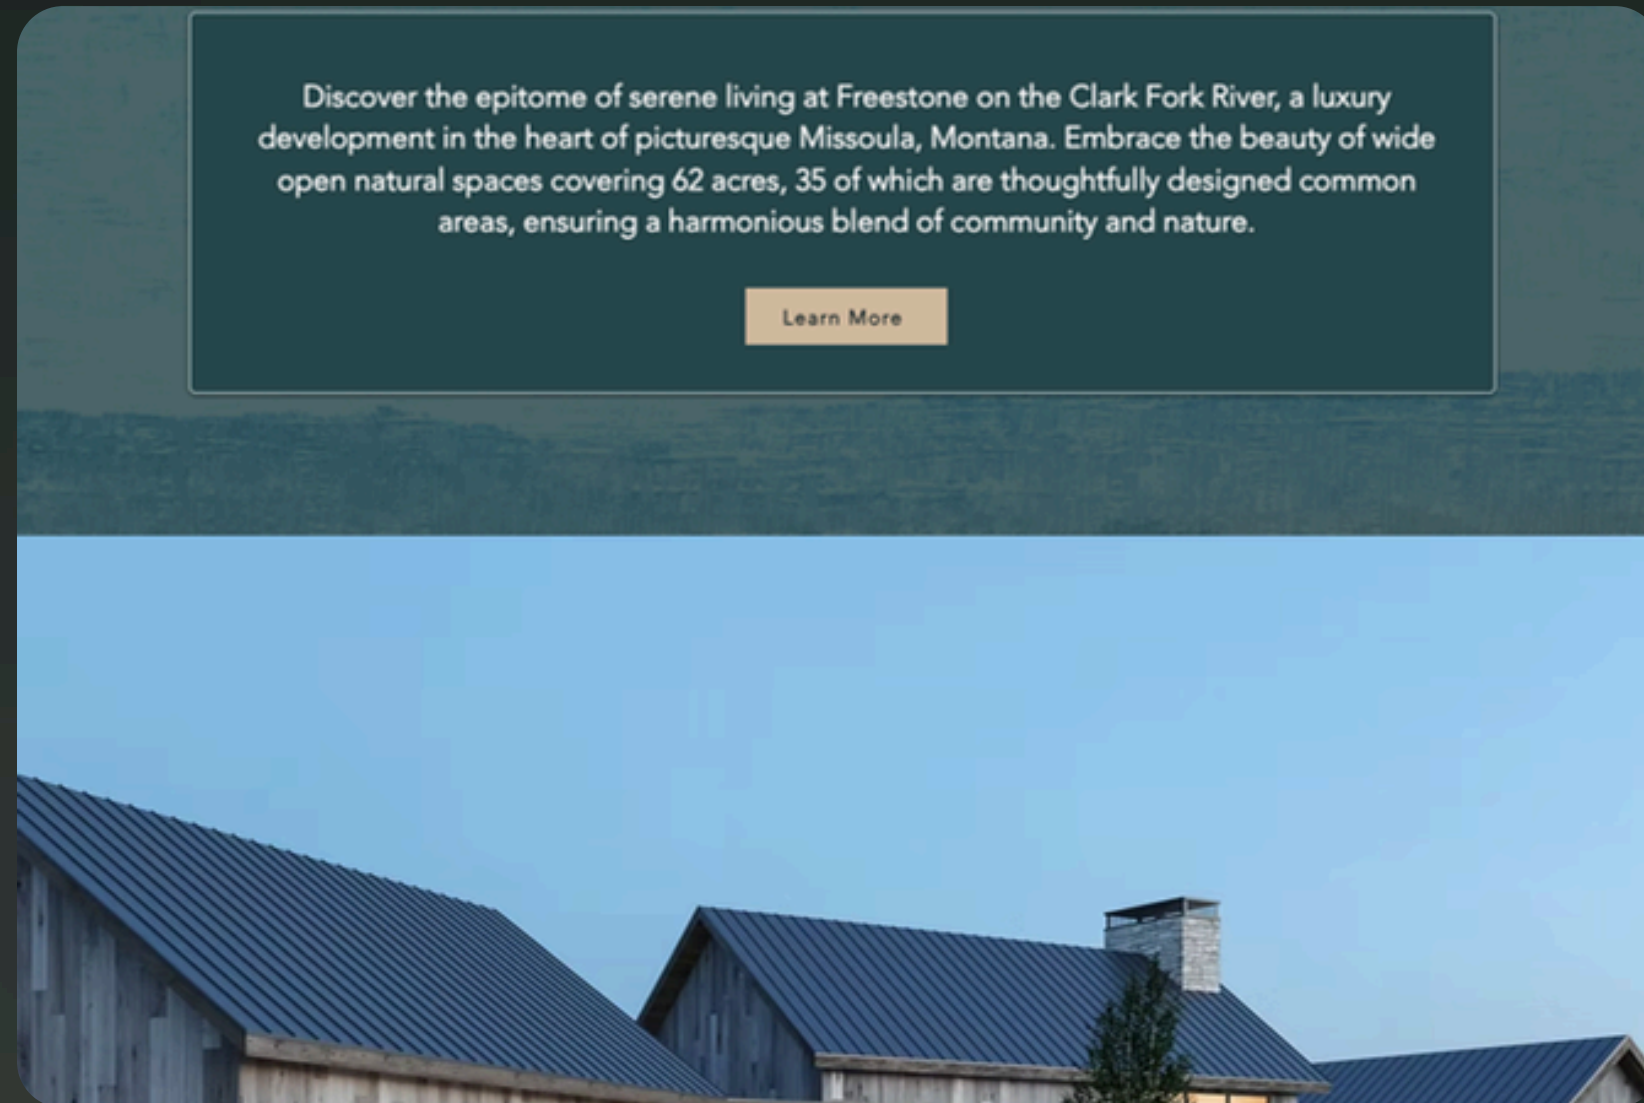 Discover the epitome of serene living at Freestone on the Clark Fork River, a luxury
development in the heart of picturesque Missoula, Montana. Embrace the beauty of wide
open natural spaces covering 62 acres, 35 of which are thoughtfully designed common
areas, ensuring a harmonious blend of community and nature.
Learn More